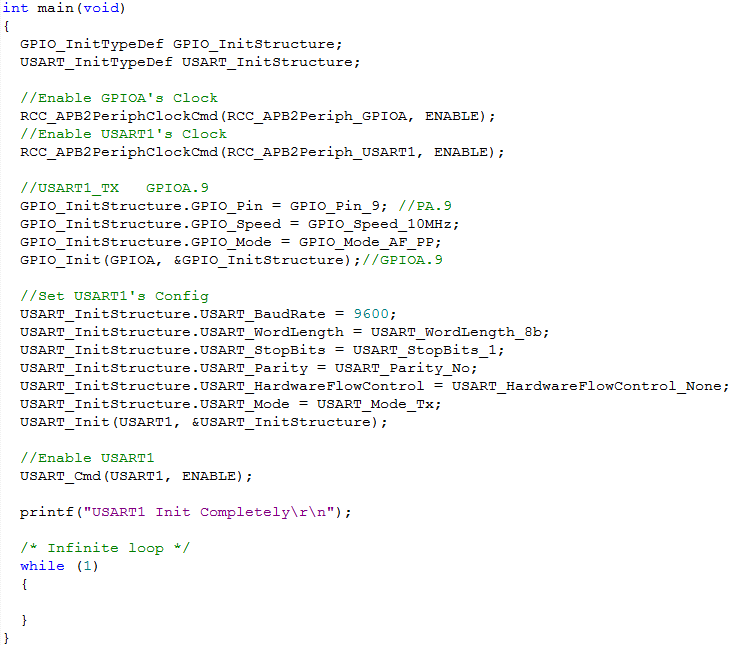 int main(void)
{
  GPIO_InitTypeDef GPIO_InitStructure;
  USART_InitTypeDef USART_InitStructure;
  //Enable GPIOA's Clock
  RCC_APB2PeriphClockCmd(RCC_APB2Periph_GPIOA, ENABLE);
  //Enable USART1's Clock
  RCC_APB2PeriphClockCmd(RCC_APB2Periph_USART1, ENABLE);
  //USART1_TX   GPIOA.9
  GPIO_InitStructure.GPIO_Pin = GPIO_Pin_9; //PA.9
  GPIO_InitStructure.GPIO_Speed = GPIO_Speed_10MHz;
  GPIO_InitStructure.GPIO_Mode = GPIO_Mode_AF_PP;
  GPIO_Init(GPIOA, &GPIO_InitStructure);//GPIOA.9
  //Set USART1's Config
  USART_InitStructure.USART_BaudRate = 9600;
  USART_InitStructure.USART_WordLength = USART_WordLength_8b;
  USART_InitStructure.USART_StopBits = USART_StopBits_1;
  USART_InitStructure.USART_Parity = USART_Parity_No;
  USART_InitStructure.USART_HardwareFlowControl = USART_HardwareFlowControl_None;
  USART_InitStructure.USART_Mode = USART_Mode_Tx;
  USART_Init(USART1, &USART_InitStructure);
  //Enable USART1
  USART_Cmd(USART1, ENABLE);
  printf("USART1 Init Completely\r\n");
  /* Infinite loop */
  while (1)
  {
  }
}